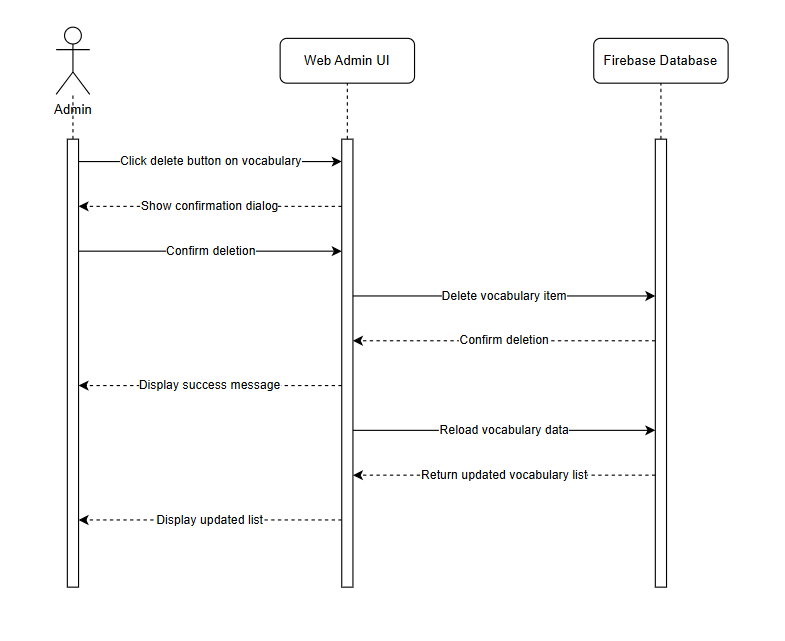 Web Admin UI
Firebase Database
Admin
Click delete button on vocabulary
Show confirmation dialog
Confirm deletion
Delete vocabulary item
Confirm deletion
Display success message
Reload vocabulary data
Return updated vocabulary list
Display updated list